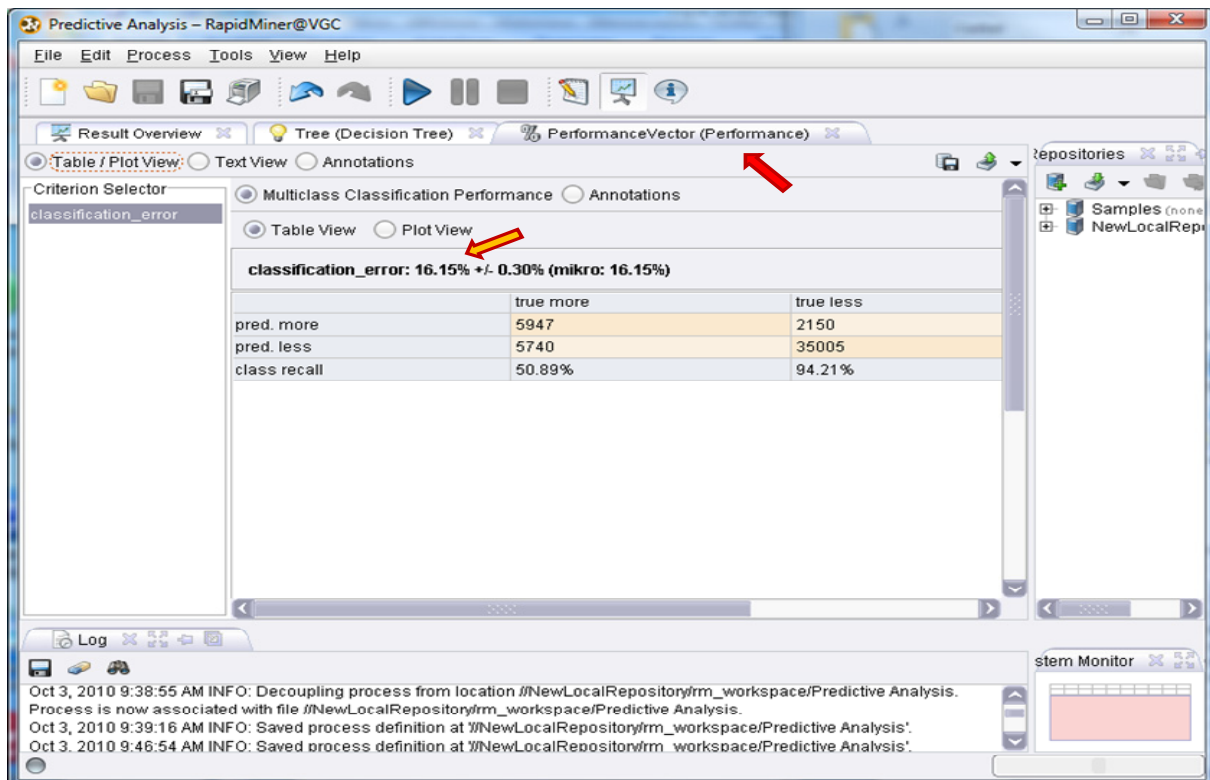 Predictive Analysis – RapidMiner@VGC
File Edit Process Tools View Help
Result Overview Tree (Decision Tree) PerformanceVector (Performance)
Table / Plot View Text View Annotations
Criterion Selector
classification_error
Multiclass Classification Performance Annotations
Table View Plot View
classification_error: 16.15% +/- 0.30% (mikro: 16.15%)
true more true less
pred. more 5947 2150
pred. less 5740 35005
class recall 50.89% 94.21%
epositories
Samples (none
NewLocalRep
Log
Oct 3, 2010 9:38:55 AM INFO: Decoupling process from location //NewLocalRepository/rm_workspace/Predictive Analysis.
Process is now associated with file //NewLocalRepository/rm_workspace/Predictive Analysis.
Oct 3, 2010 9:39:16 AM INFO: Saved process definition at '//NewLocalRepository/rm_workspace/Predictive Analysis'.
Oct 3, 2010 9:46:54 AM INFO: Saved process definition at '//NewLocalRepository/rm_workspace/Predictive Analysis'.
stem Monitor